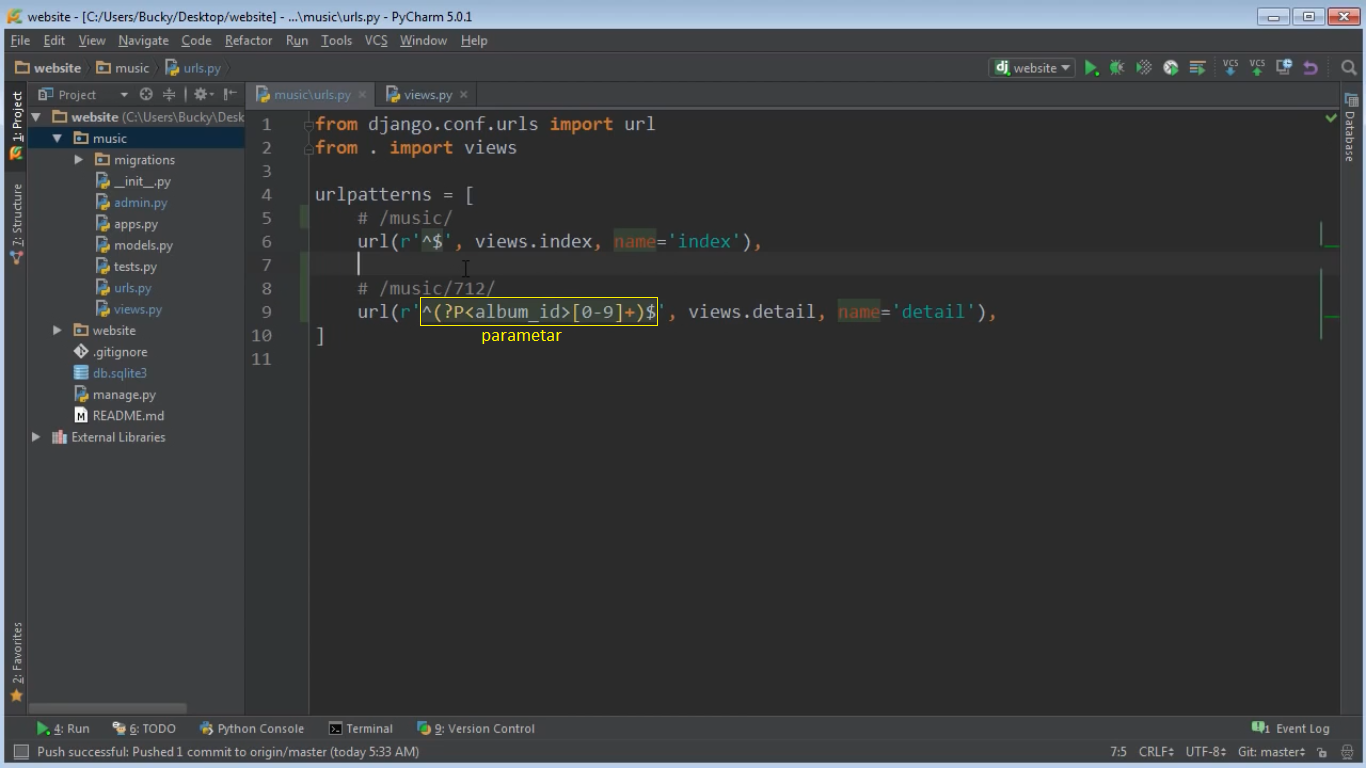 website - [C:/Users/Bucky/Desktop/website] - ...\music\urls.py - PyCharm 5.0.1
File Edit View Navigate Code Refactor Run Tools VCS Window Help
website music urls.py website VCS VCS
1: Project
7: Structure
2: Favorites
Project
website (C:\Users\Bucky\Desk
music
migrations
__init__.py
admin.py
apps.py
models.py
tests.py
urls.py
views.py
website
.gitignore
db.sqlite3
manage.py
README.md
External Libraries
music\urls.py views.py
1 from django.conf.urls import url
2 from . import views
3
4 urlpatterns = [
5 # /music/
6 url(r'^$', views.index, name='index'),
7
8 # /music/712/
9 url(r'^(?P<album_id>[0-9]+)$', views.detail, name='detail'),
parametar
10 ]
11
Database
4: Run 6: TODO Python Console Terminal 9: Version Control 1 Event Log
Push successful: Pushed 1 commit to origin/master (today 5:33 AM) 7:5 CRLF UTF-8 Git: master